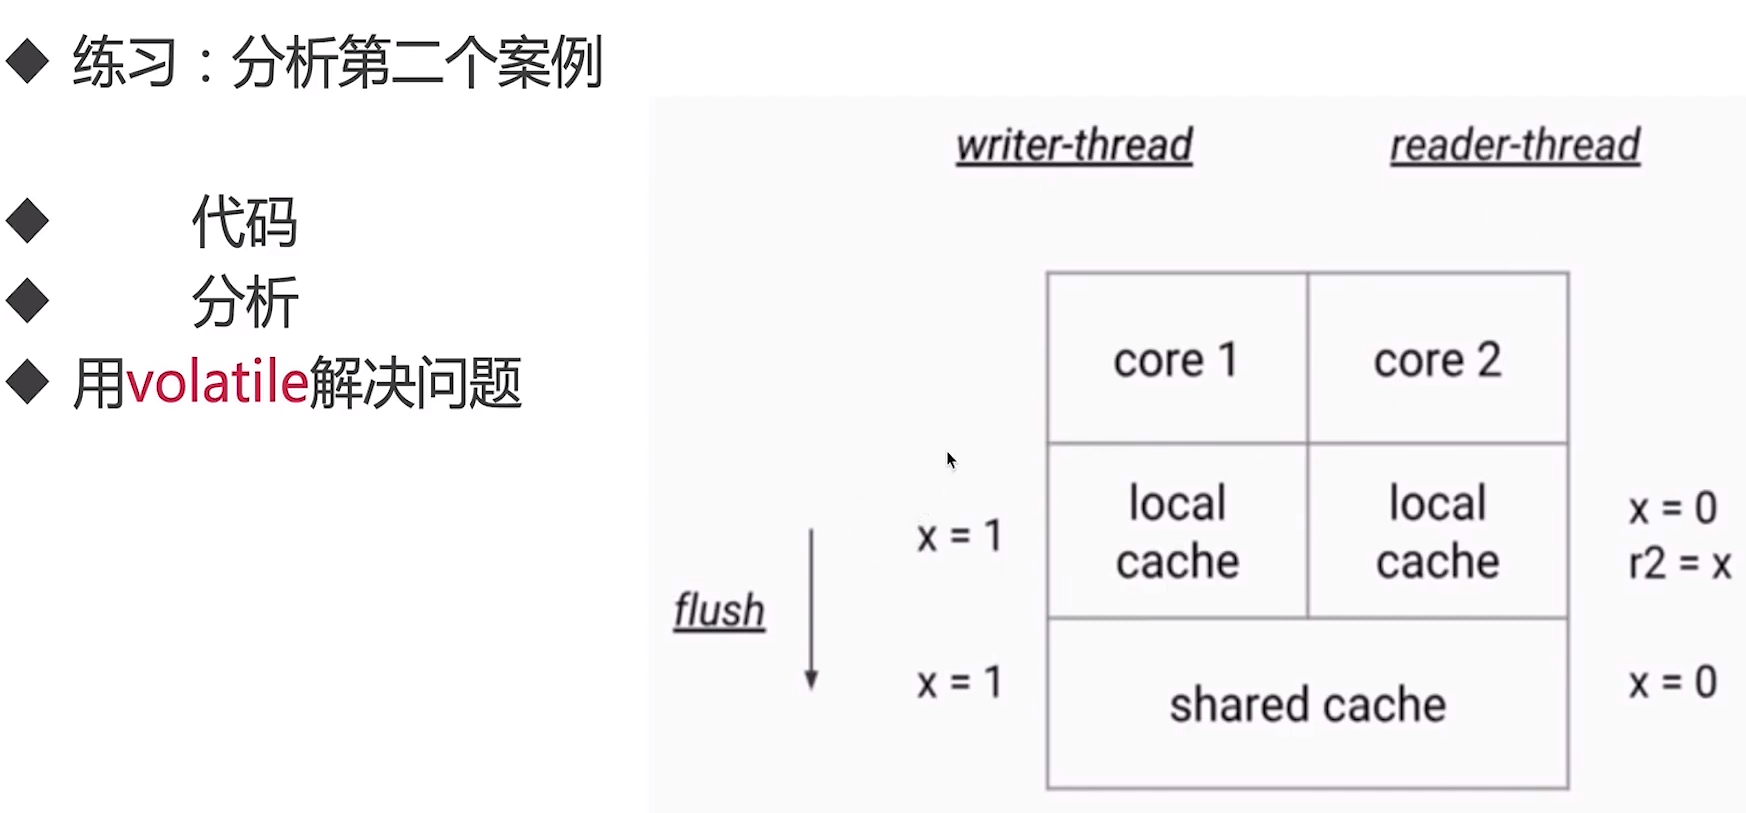 练习：分析第二个案例
代码
分析
用volatile解决问题
writer-thread
reader-thread
core 1
core 2
local cache
local cache
x = 1
x = 0
r2 = x
flush
x = 1
shared cache
x = 0